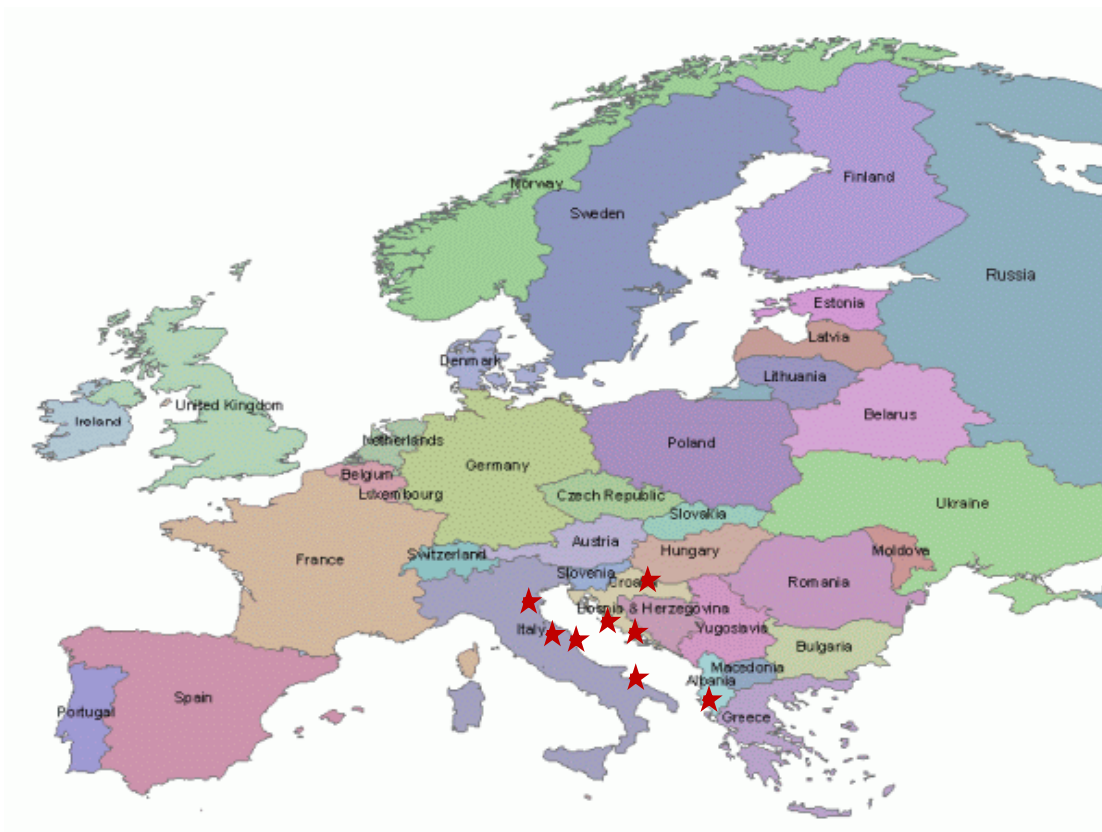 Norway
Sweden
Finland
Russia
Estonia
Latvia
Denmark
Lithuania
United Kingdom
Ireland
Belarus
Netherlands
Poland
Germany
Belgium
Luxembourg
Czech Republic
Ukraine
Slovakia
Austria
Hungary
Moldova
France
Switzerland
Slovenia
Romania
Bosnia & Herzegovina
Italy
Yugoslavia
Bulgaria
Macedonia
Albania
Spain
Portugal
Greece